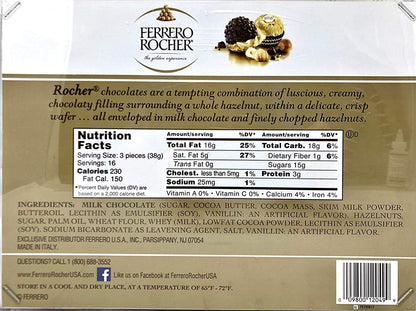 FERRERO
ROCHER®
the golden experience
Rocher® chocolates are a tempting combination of luscious, creamy,
chocolaty filling surrounding a whole hazelnut, within a delicate, crisp
wafer ... all enveloped in milk chocolate and finely chopped hazelnuts.
Nutrition
Facts
Serving Size: 3 pieces (38g)
Servings: 16
Calories 230
Fat Cal. 150
* Percent Daily Values (DV) are
based on a 2,000 calorie diet.
Amount/serving %DV* Amount/serving %DV*
Total Fat 16g 25% Total Carb. 18g 6%
Sat. Fat 5g 27% Dietary Fiber 1g 6%
Trans Fat 0g Sugars 15g
Cholest. less than 5mg 1% Protein 3g
Sodium 25mg 1%
Vitamin A 0% • Vitamin C 0% • Calcium 4% • Iron 4%
INGREDIENTS: MILK CHOCOLATE (SUGAR, COCOA BUTTER, COCOA MASS, SKIM MILK POWDER,
BUTTEROIL, LECITHIN AS EMULSIFIER (SOY), VANILLIN: AN ARTIFICIAL FLAVOR), HAZELNUTS,
SUGAR, PALM OIL, WHEAT FLOUR, WHEY (MILK), LOWFAT COCOA POWDER, LECITHIN AS EMULSIFIER
(SOY), SODIUM BICARBONATE AS LEAVENING AGENT, SALT, VANILLIN: AN ARTIFICIAL FLAVOR.
EXCLUSIVE DISTRIBUTOR FERRERO U.S.A., INC., PARSIPPANY, NJ 07054
MADE IN ITALY.
QUESTIONS? CALL 1 (800) 688-3552
www.FerreroRocherUSA.com
f Like us on Facebook at
FerreroRocherUSA
STORE IN A COOL AND DRY PLACE, AT A TEMPERATURE OF 65°F - 72°F.
© FERRERO
0 09800 12049